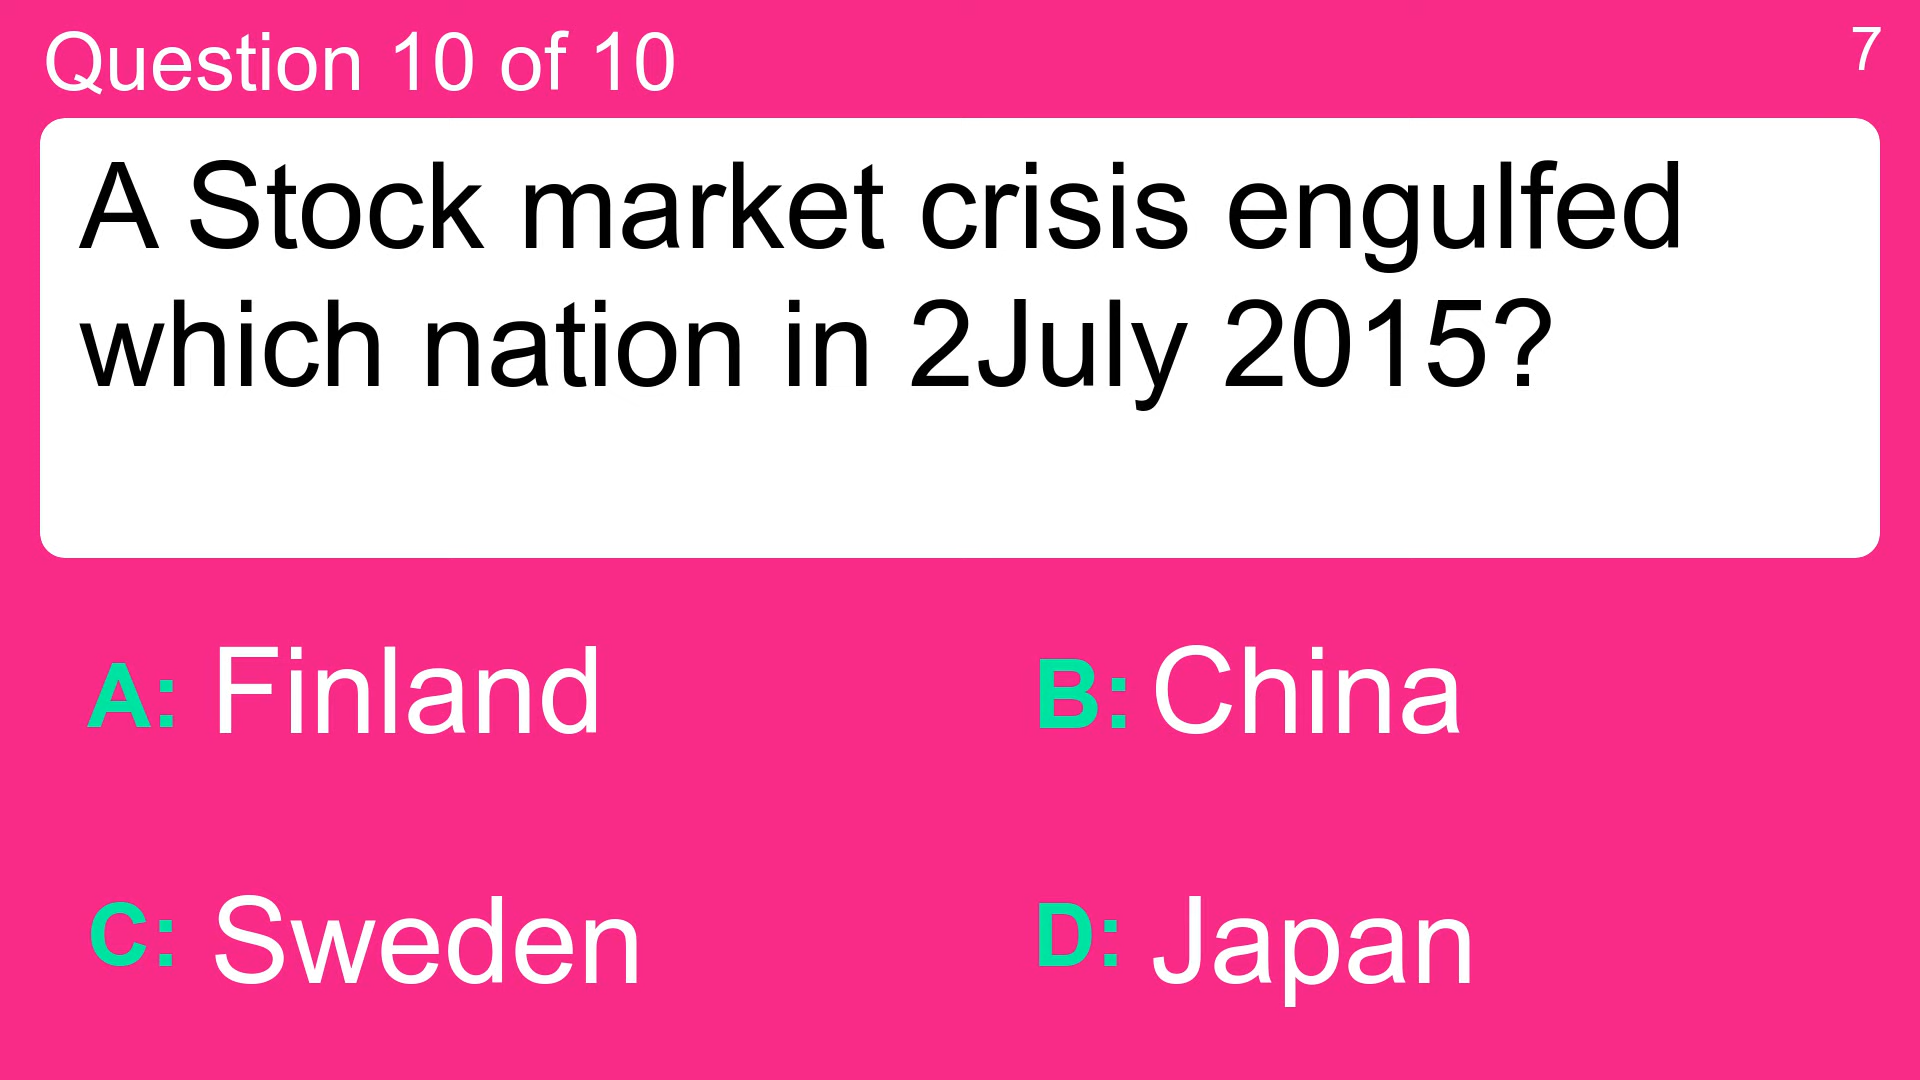 Question 10 of 10
7
A Stock market crisis engulfed
which nation in 2July 2015?
A: Finland
B: China
C: Sweden
D: Japan